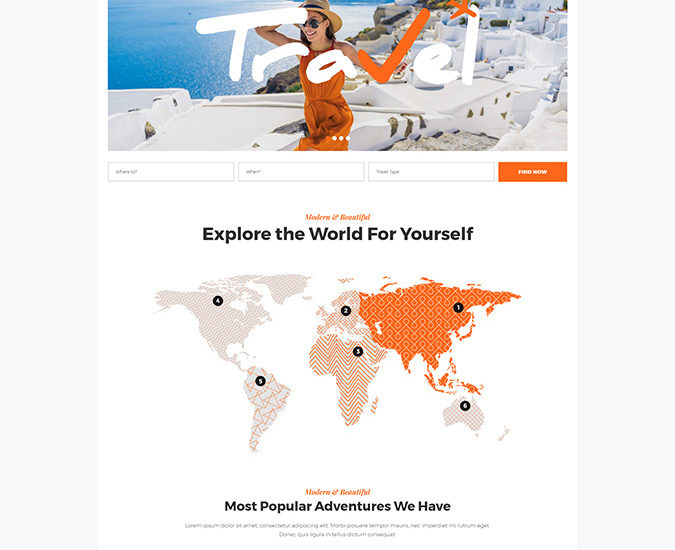 Travel
Where to?
When?
Travel Type
FIND NOW
Modern & Beautiful
Explore the World For Yourself
4
1
2
3
5
6
Modern & Beautiful
Most Popular Adventures We Have
Lorem ipsum dolor sit amet, consectetur adipiscing elit. Morbi posuere tempor mauris, nec imperdiet mi rutrum eget.
Donec quis in tellus dictum consequat.